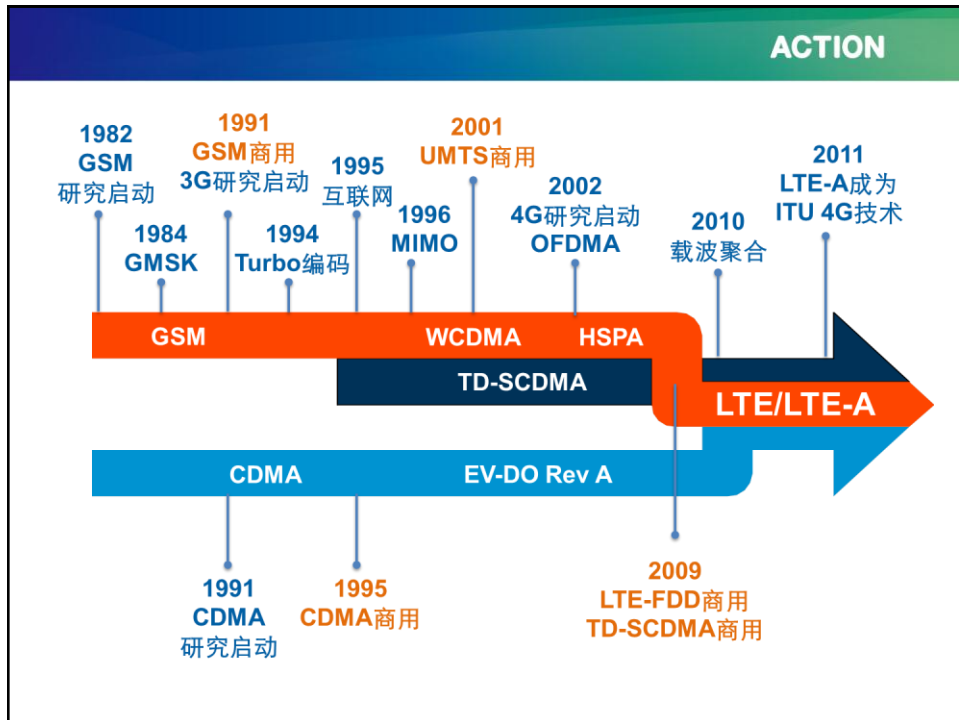 ACTION
1982
GSM
研究启动
1984
GMSK
1991
GSM商用
3G研究启动
1994
Turbo编码
1995
互联网
1996
MIMO
2001
UMTS商用
2002
4G研究启动
OFDMA
2010
载波聚合
2011
LTE-A成为
ITU 4G技术
GSM
WCDMA
HSPA
TD-SCDMA
LTE/LTE-A
CDMA
EV-DO Rev A
1991
CDMA
研究启动
1995
CDMA商用
2009
LTE-FDD商用
TD-SCDMA商用